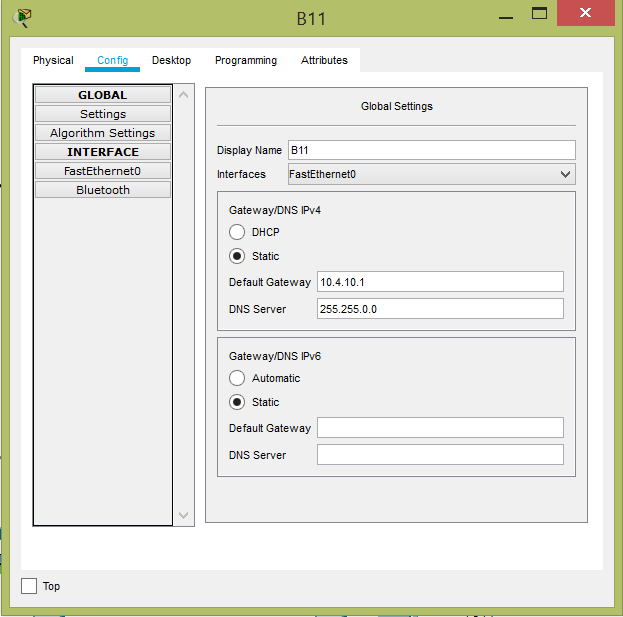 B11
Physical Config Desktop Programming Attributes
GLOBAL
Settings
Algorithm Settings
INTERFACE
FastEthernet0
Bluetooth
Global Settings
Display Name B11
Interfaces FastEthernet0
Gateway/DNS IPv4
DHCP
Static
Default Gateway 10.4.10.1
DNS Server 255.255.0.0
Gateway/DNS IPv6
Automatic
Static
Default Gateway
DNS Server
Top